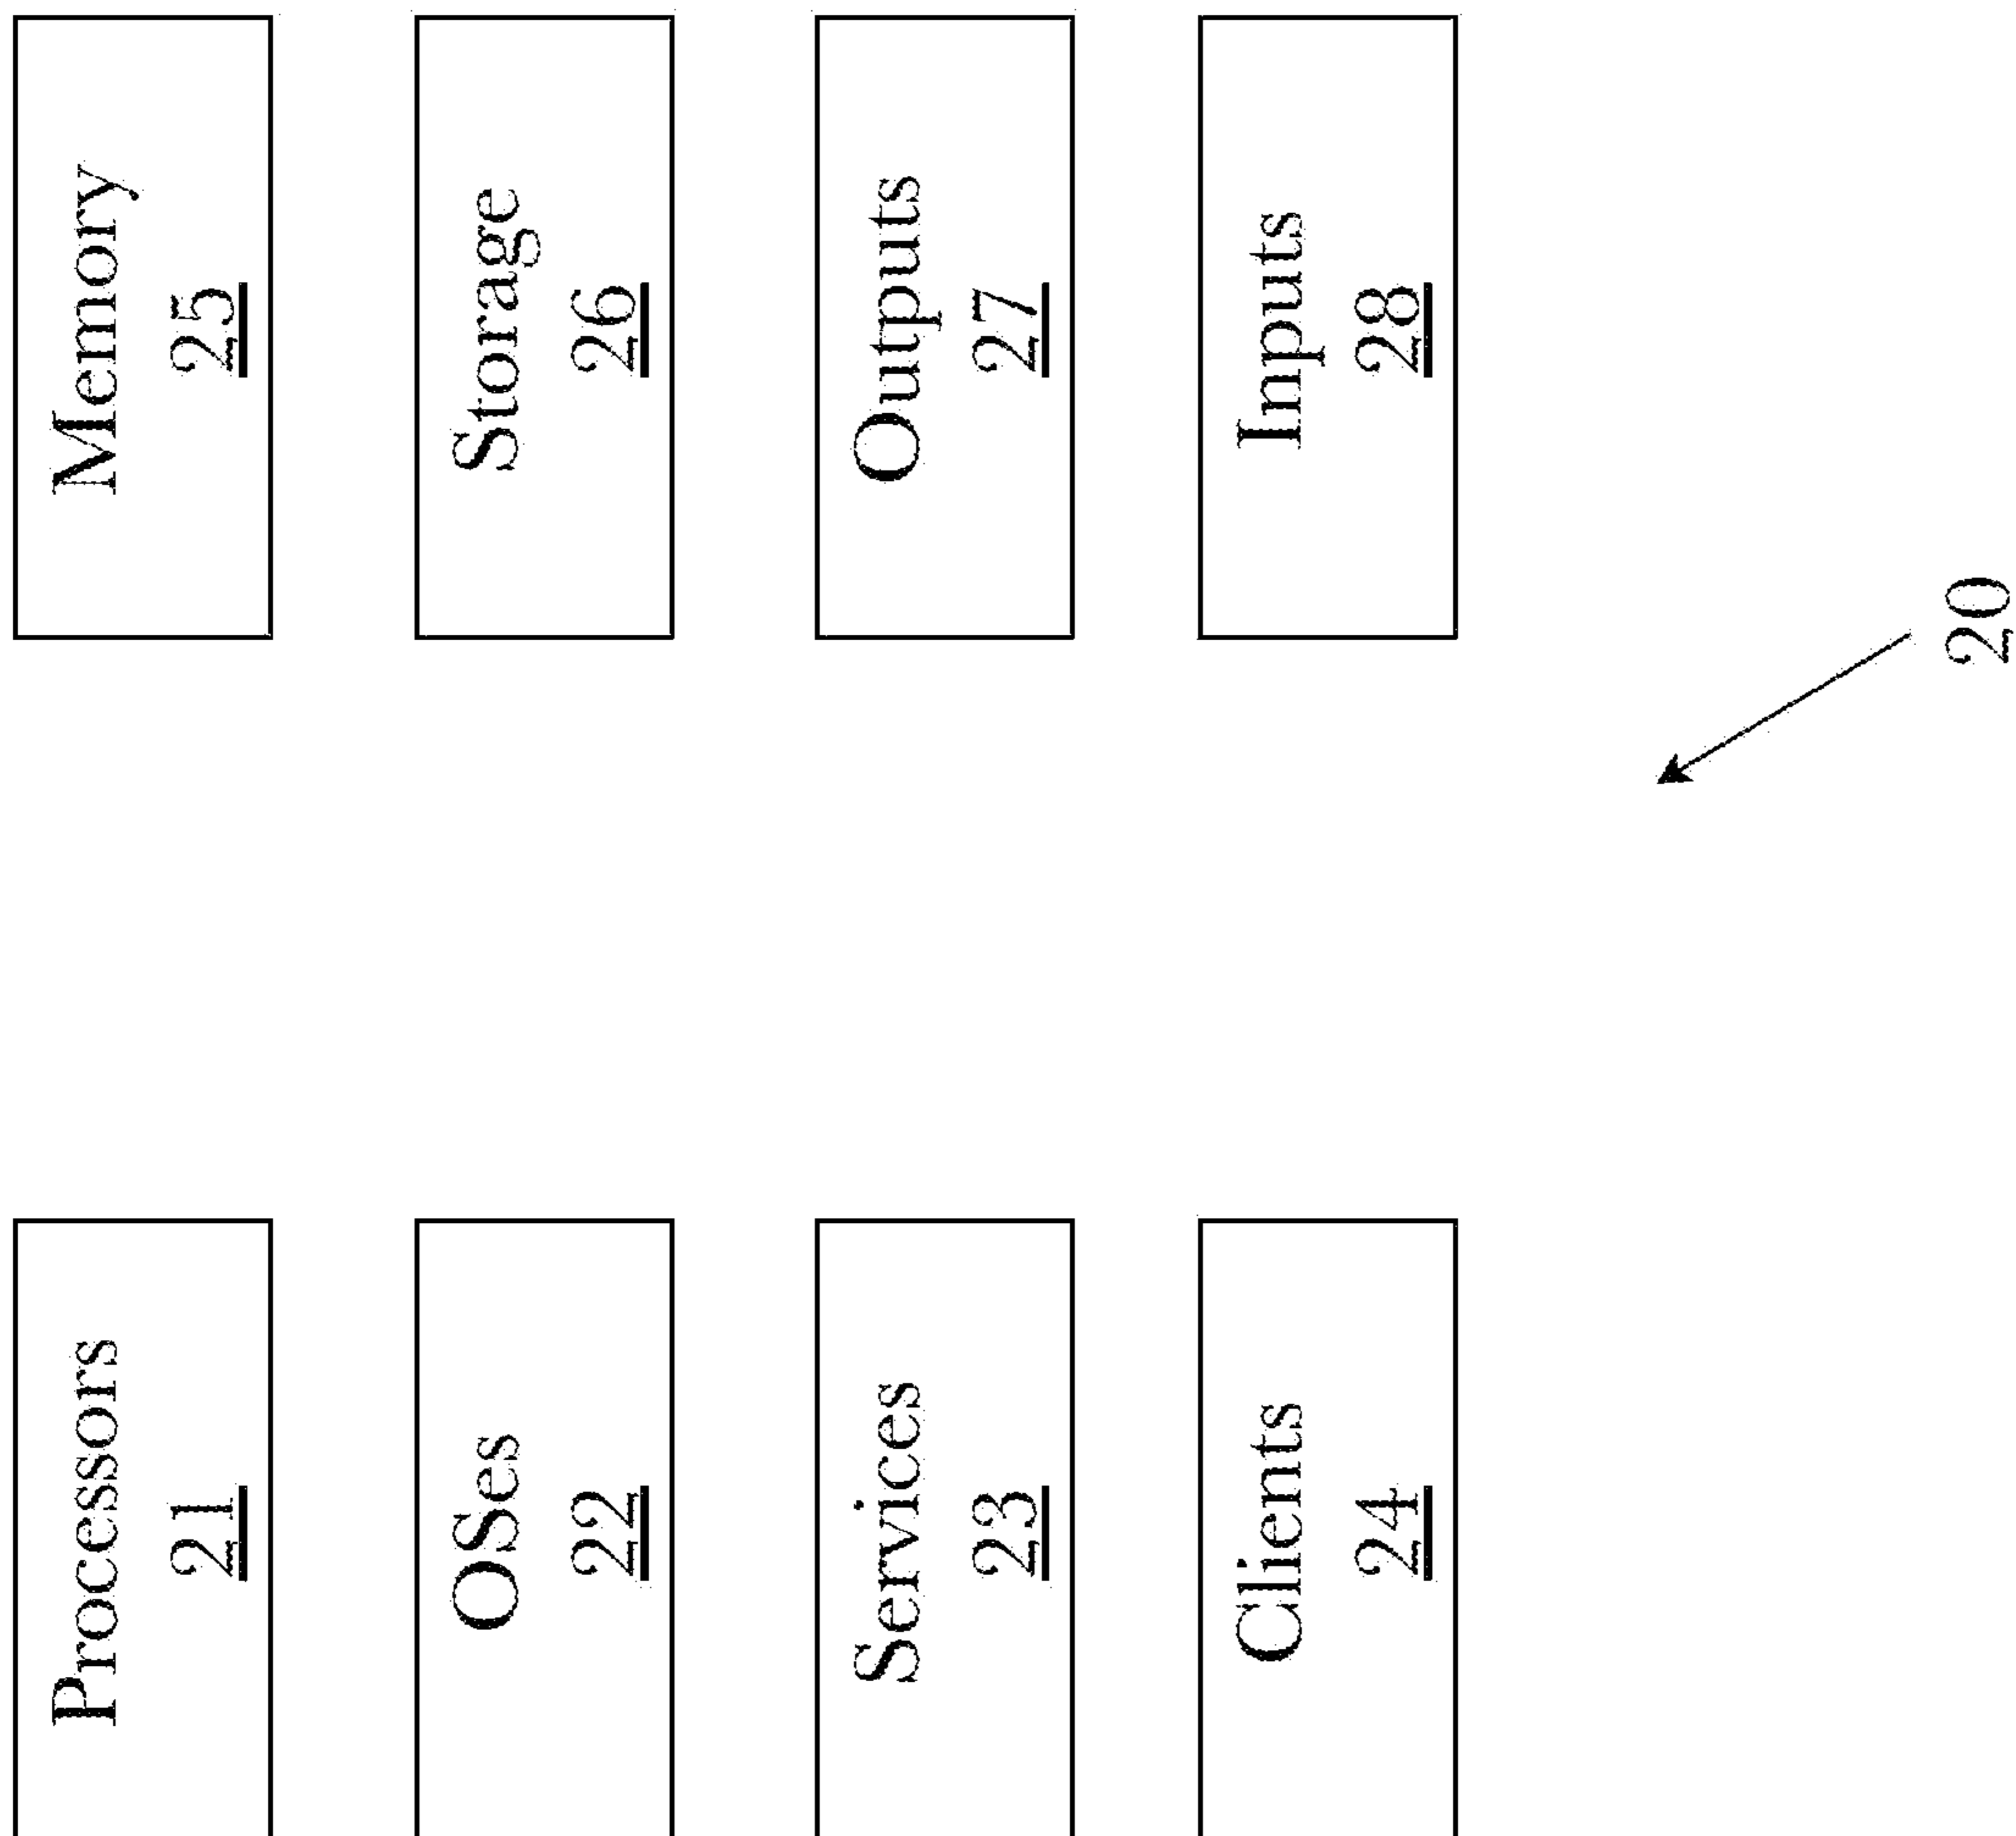 Processors
21
Memory
25
OSes
22
Storage
26
Services
23
Outputs
27
Clients
24
Inputs
28
20